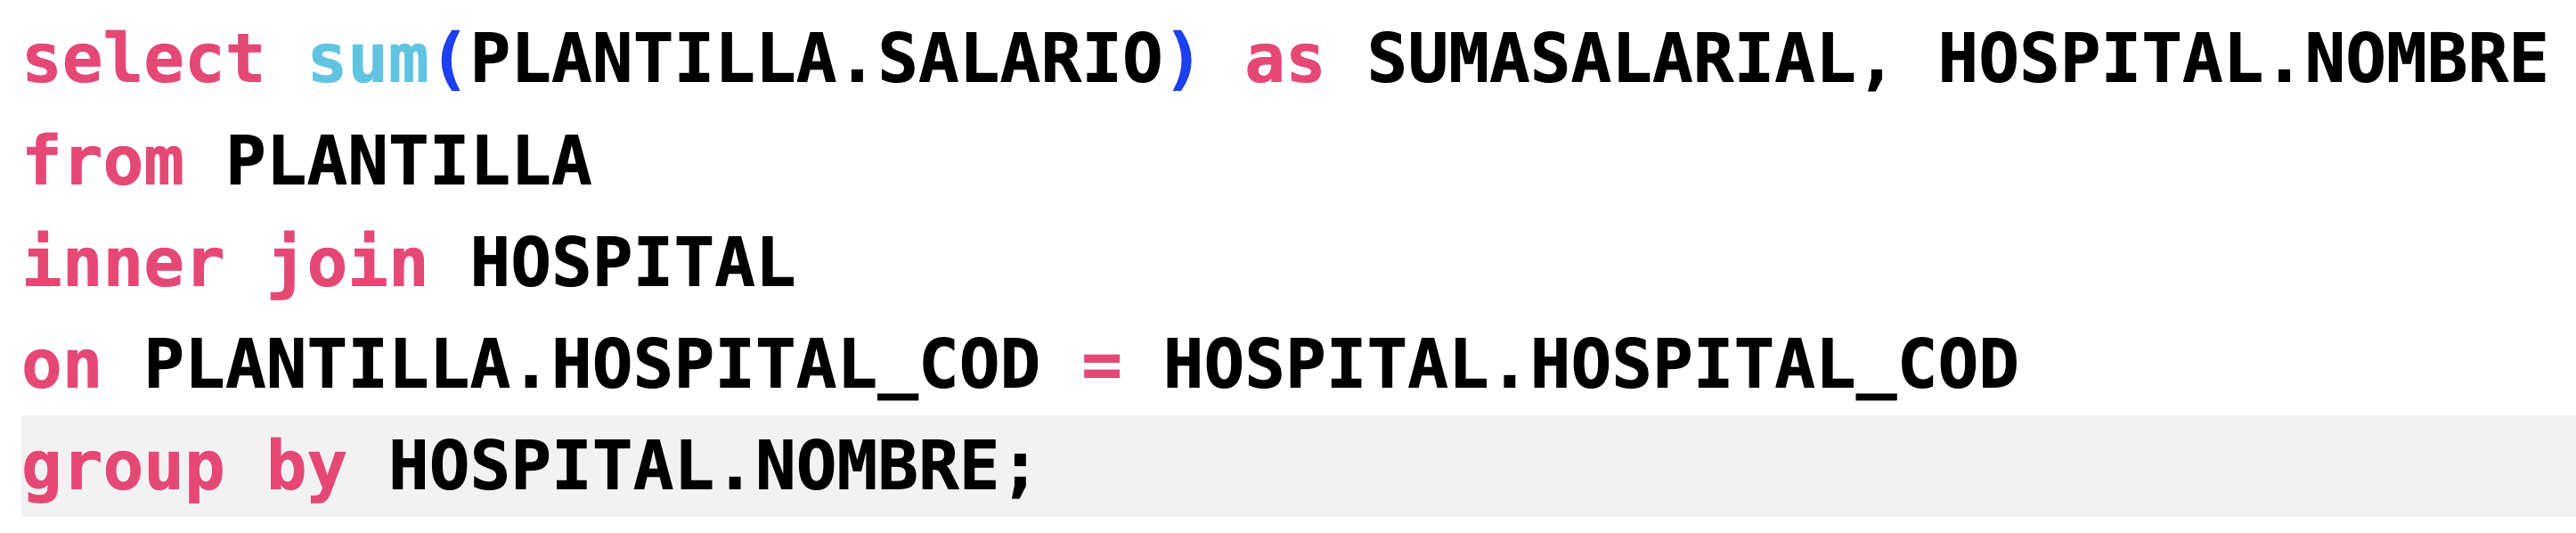 select sum(PLANTILLA.SALARIO) as SUMASALARIAL, HOSPITAL.NOMBRE
from PLANTILLA
inner join HOSPITAL
on PLANTILLA.HOSPITAL_COD = HOSPITAL.HOSPITAL_COD
group by HOSPITAL.NOMBRE;